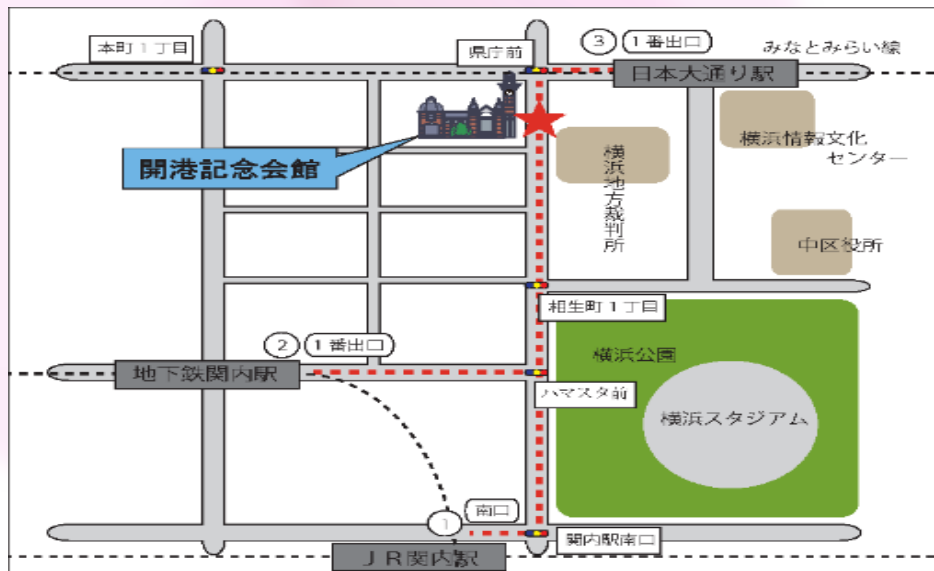 本町1丁目
県庁前
③
1番出口
みなとみらい線
日本大通り駅
開港記念会館
横浜地方裁判所
横浜情報文化
センター
中区役所
相生町1丁目
②
1番出口
地下鉄関内駅
横浜公園
ハマスタ前
横浜スタジアム
①
南口
関内駅南口
JR関内駅